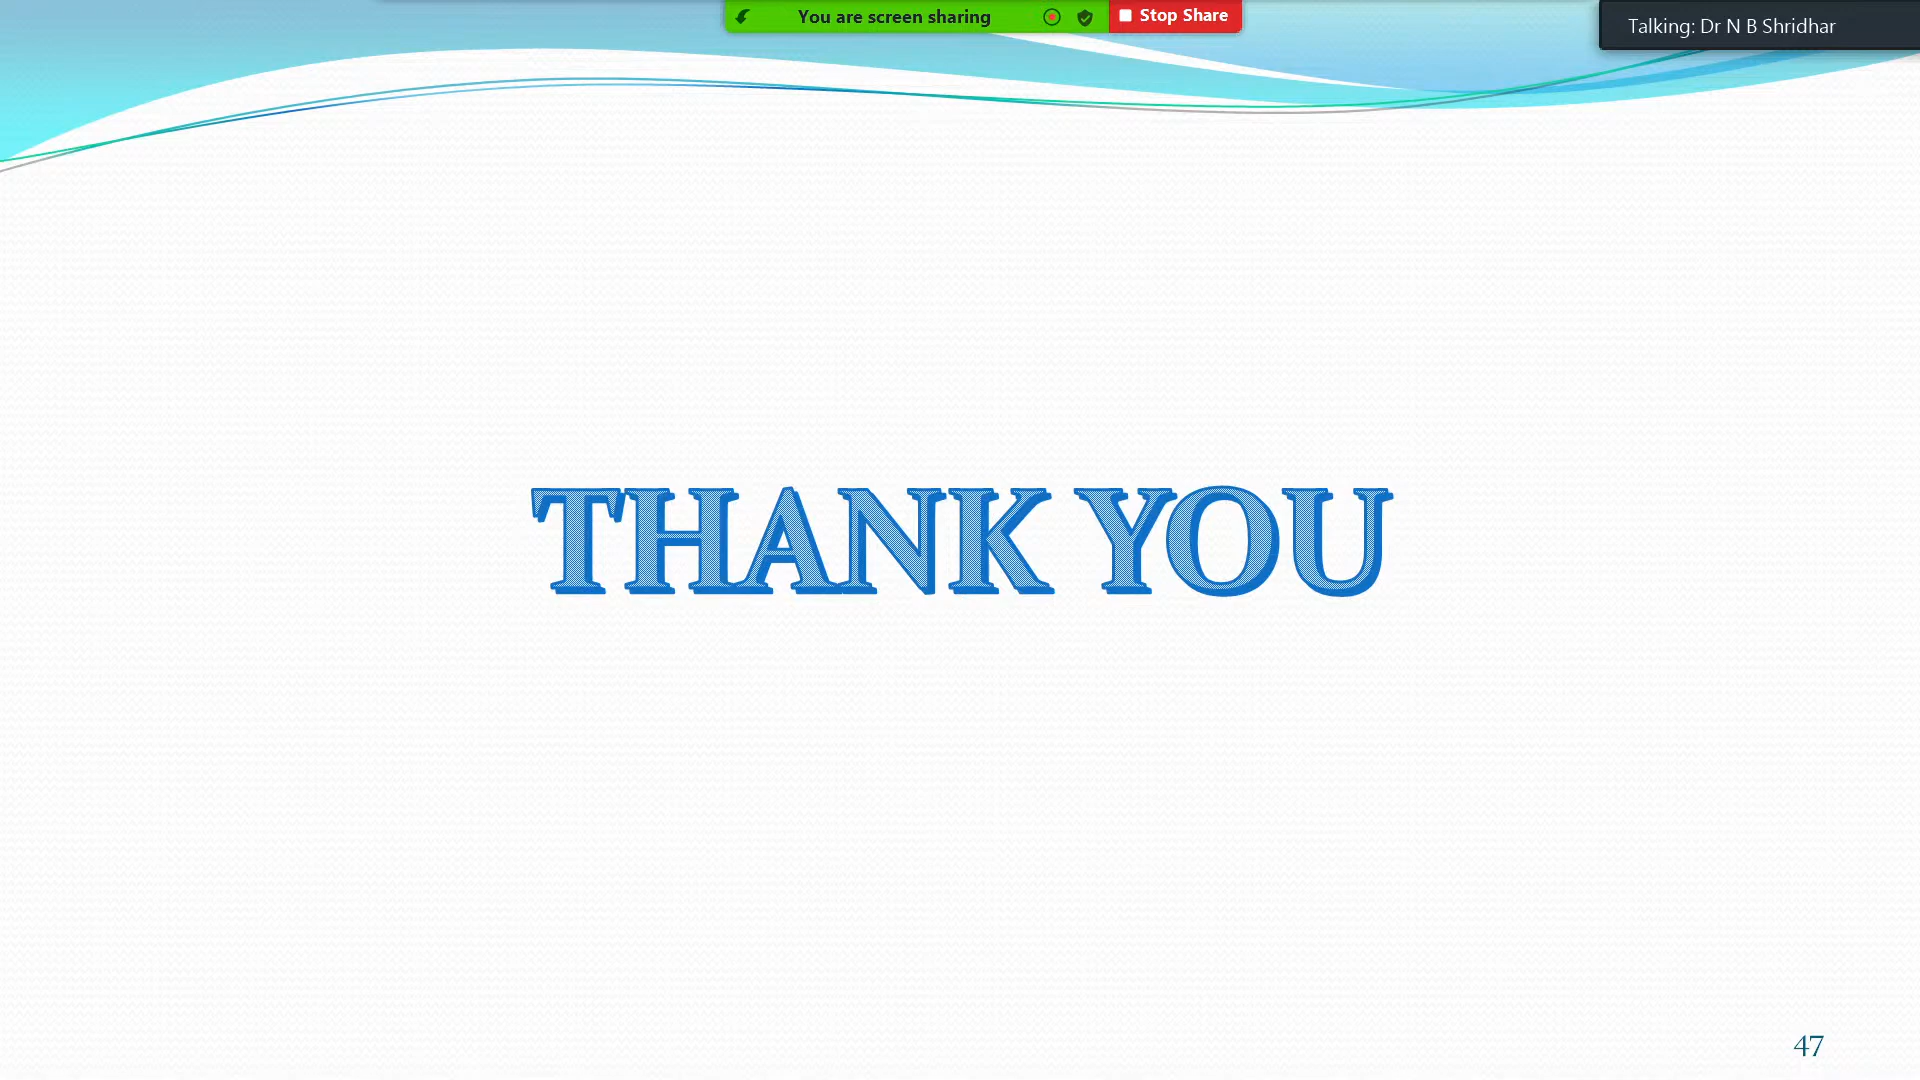 You are screen sharing
Stop Share
Talking: Dr N B Shridhar
THANK YOU
47